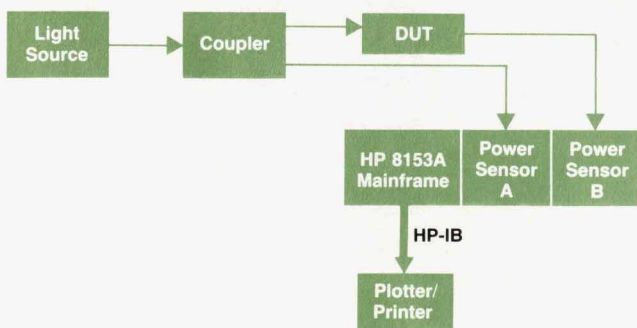 Light
Source
Coupler
DUT
HP 8153A
Mainframe
Power
Sensor
A
Power
Sensor
B
HP-IB
Plotter/
Printer